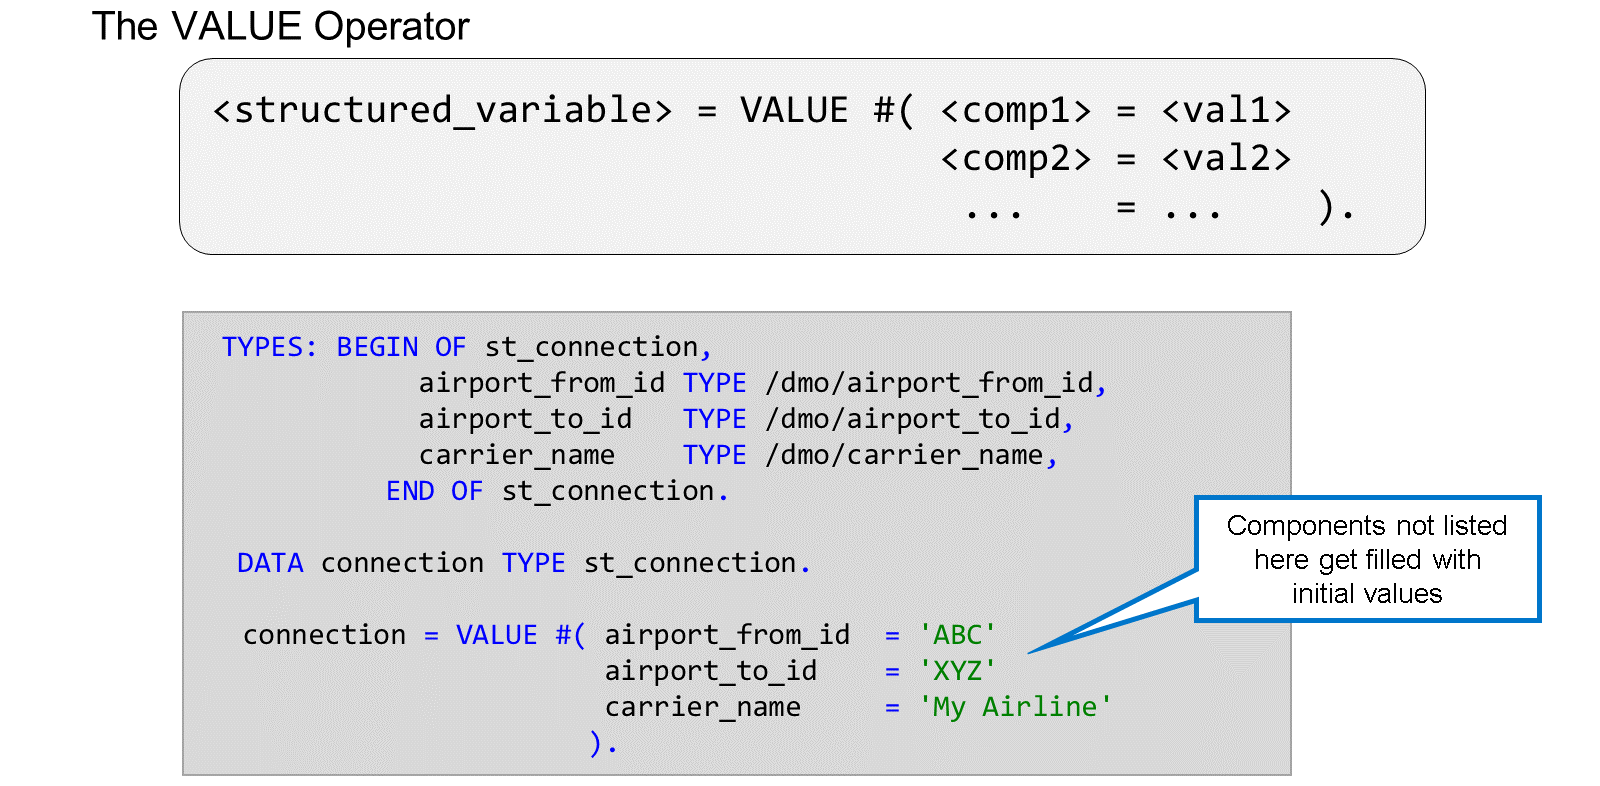 The VALUE Operator
<structured_variable> = VALUE #( <comp1> = <val1>
<comp2> = <val2>
... = ... ).
TYPES: BEGIN OF st_connection,
airport_from_id TYPE /dmo/airport_from_id,
airport_to_id TYPE /dmo/airport_to_id,
carrier_name TYPE /dmo/carrier_name,
END OF st_connection.
DATA connection TYPE st_connection.
connection = VALUE #( airport_from_id = 'ABC'
airport_to_id = 'XYZ'
carrier_name = 'My Airline'
).
Components not listed
here get filled with
initial values